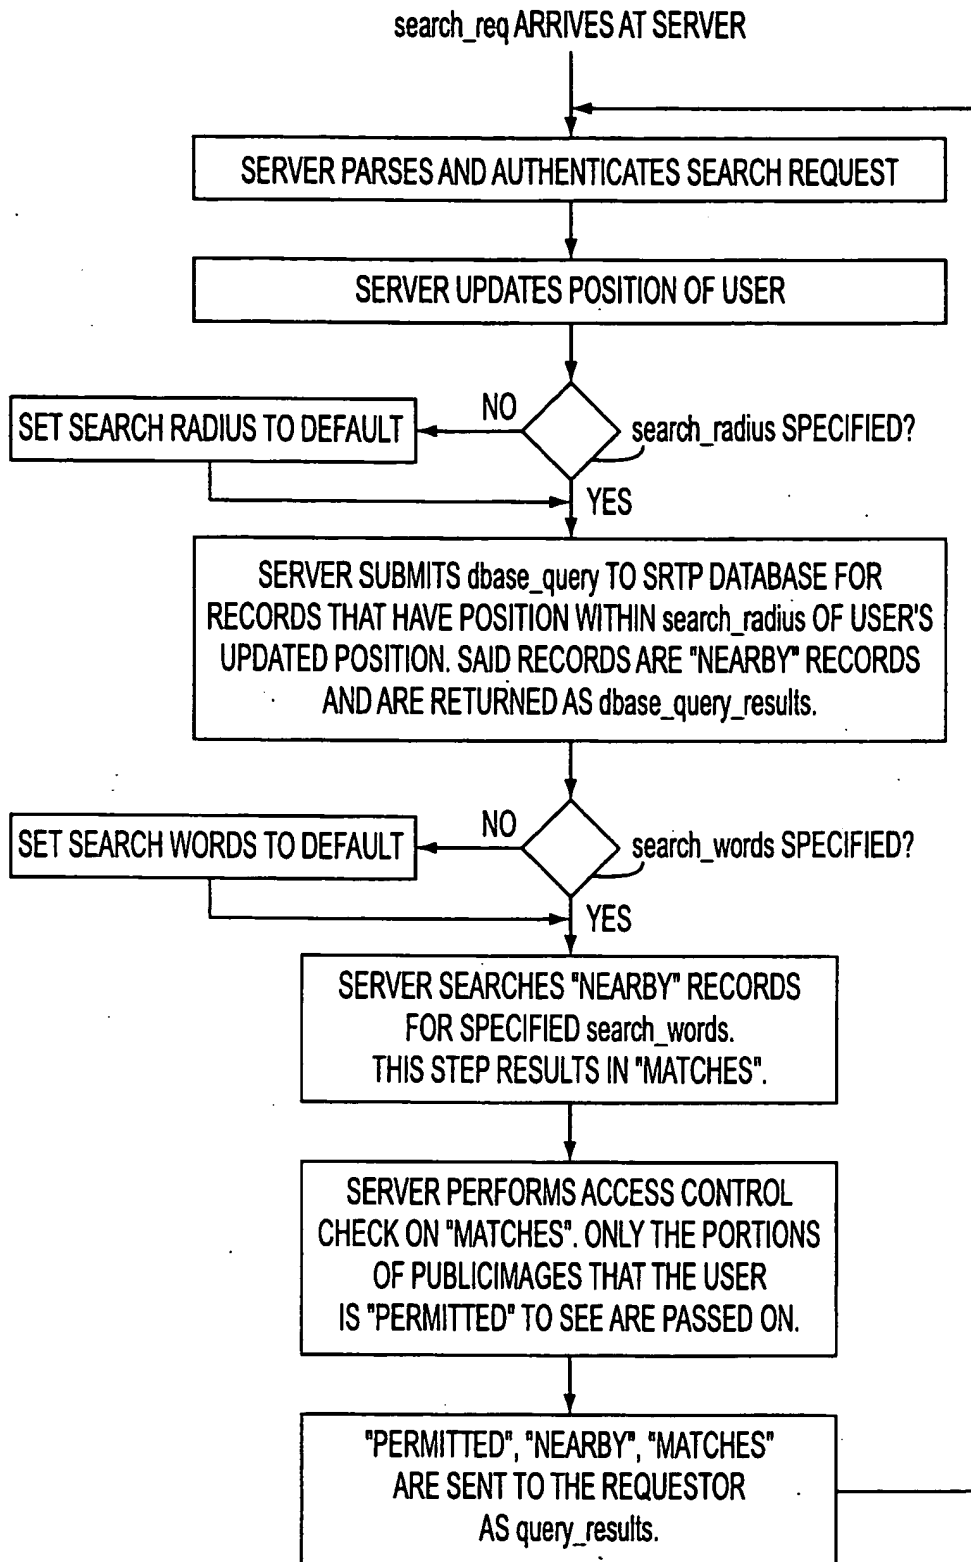 search_req ARRIVES AT SERVER
SERVER PARSES AND AUTHENTICATES SEARCH REQUEST
SERVER UPDATES POSITION OF USER
NO
SET SEARCH RADIUS TO DEFAULT
search_radius SPECIFIED?
YES
SERVER SUBMITS dbase_query TO SRTP DATABASE FOR
RECORDS THAT HAVE POSITION WITHIN search_radius OF USER'S
UPDATED POSITION. SAID RECORDS ARE "NEARBY" RECORDS
AND ARE RETURNED AS dbase_query_results.
NO
SET SEARCH WORDS TO DEFAULT
search_words SPECIFIED?
YES
SERVER SEARCHES "NEARBY" RECORDS
FOR SPECIFIED search_words.
THIS STEP RESULTS IN "MATCHES".
SERVER PERFORMS ACCESS CONTROL
CHECK ON "MATCHES". ONLY THE PORTIONS
OF PUBLICIMAGES THAT THE USER
IS "PERMITTED" TO SEE ARE PASSED ON.
"PERMITTED", "NEARBY", "MATCHES"
ARE SENT TO THE REQUESTOR
AS query_results.